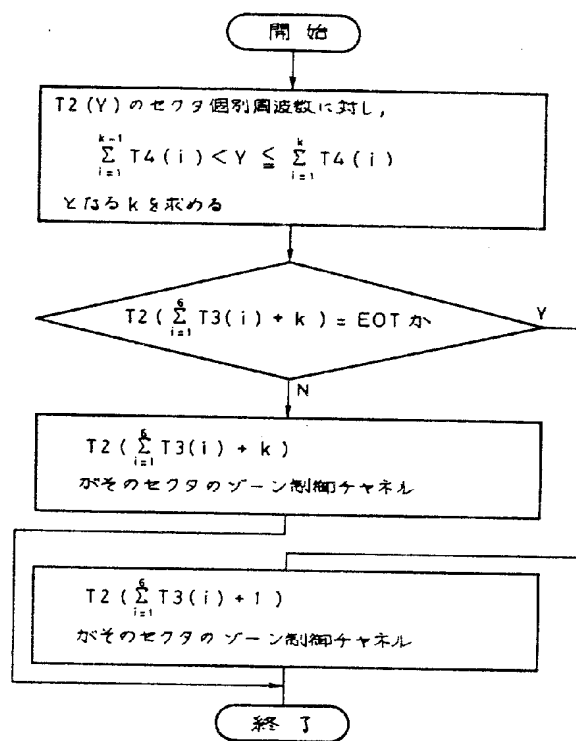 開始
T2(Y)のセクタ個別周波数に対し,
k-1 Σ i=1 T4(i) < Y ≦ k Σ i=1 T4(i)
となるkを求める
T2( 6 Σ i=1 T3(i) + k ) = EOTか
Y
N
T2( 6 Σ i=1 T3(i) + k )
がそのセクタのゾーン制御チャネル
T2( 6 Σ i=1 T3(i) + 1 )
がそのセクタのゾーン制御チャネル
終了